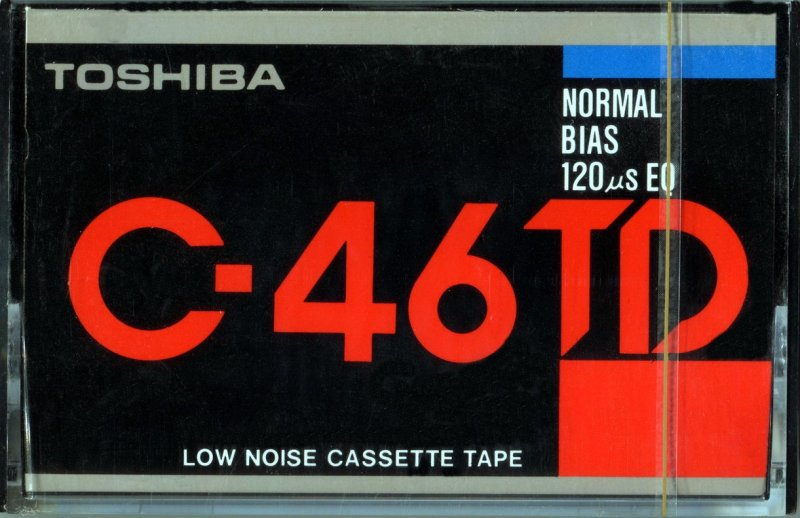 TOSHIBA
NORMAL
BIAS
120μs EQ
C-46TD
LOW NOISE CASSETTE TAPE